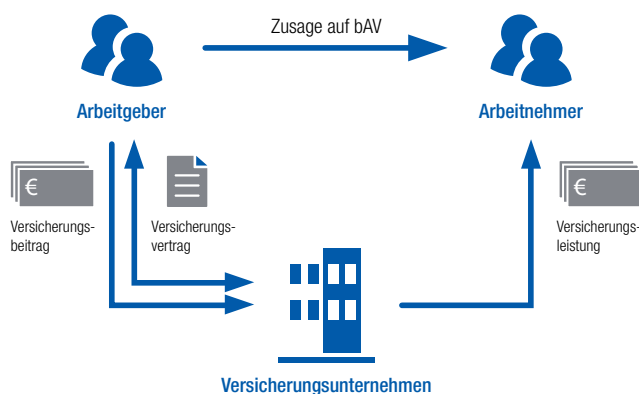 Zusage auf bAV
Arbeitgeber
Arbeitnehmer
€
Versicherungs-
beitrag
Versicherungs-
vertrag
€
Versicherungs-
leistung
Versicherungsunternehmen